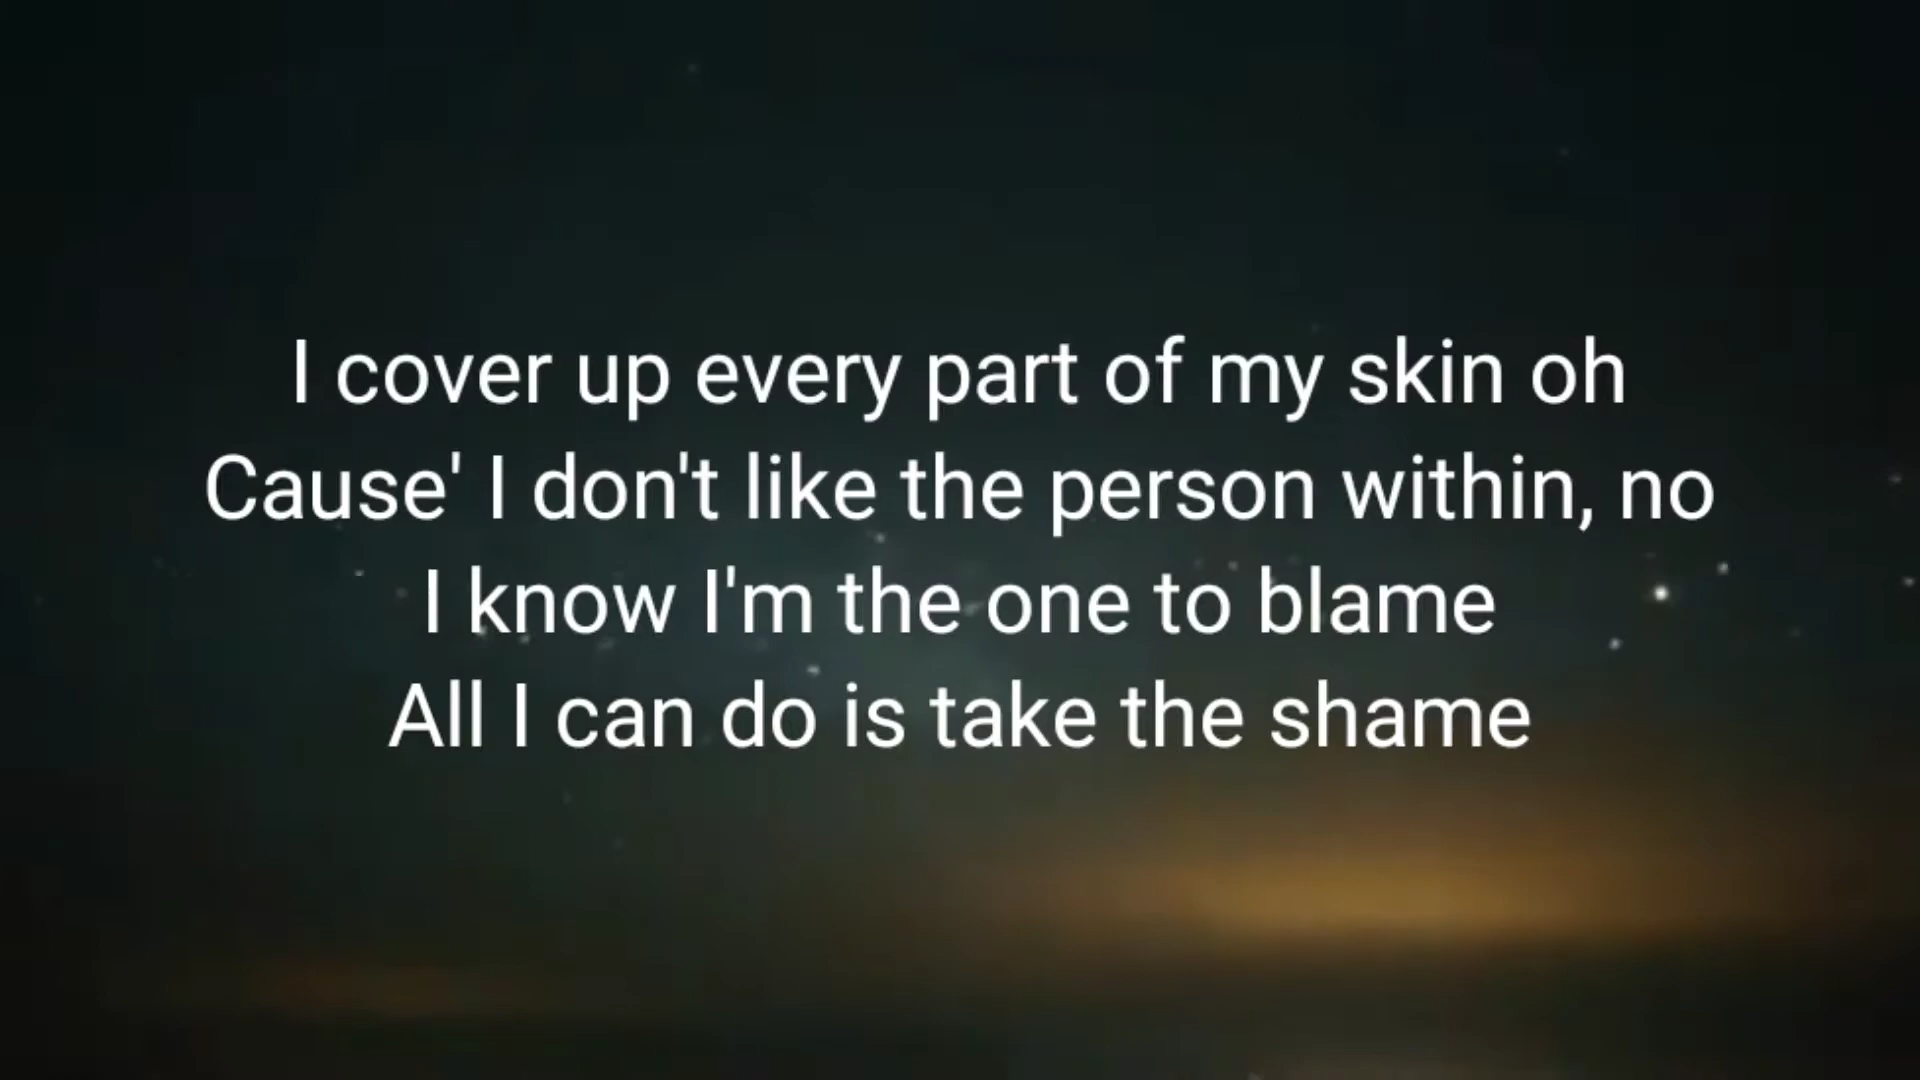 I cover up every part of my skin oh
Cause' I don't like the person within, no
I know I'm the one to blame
All I can do is take the shame